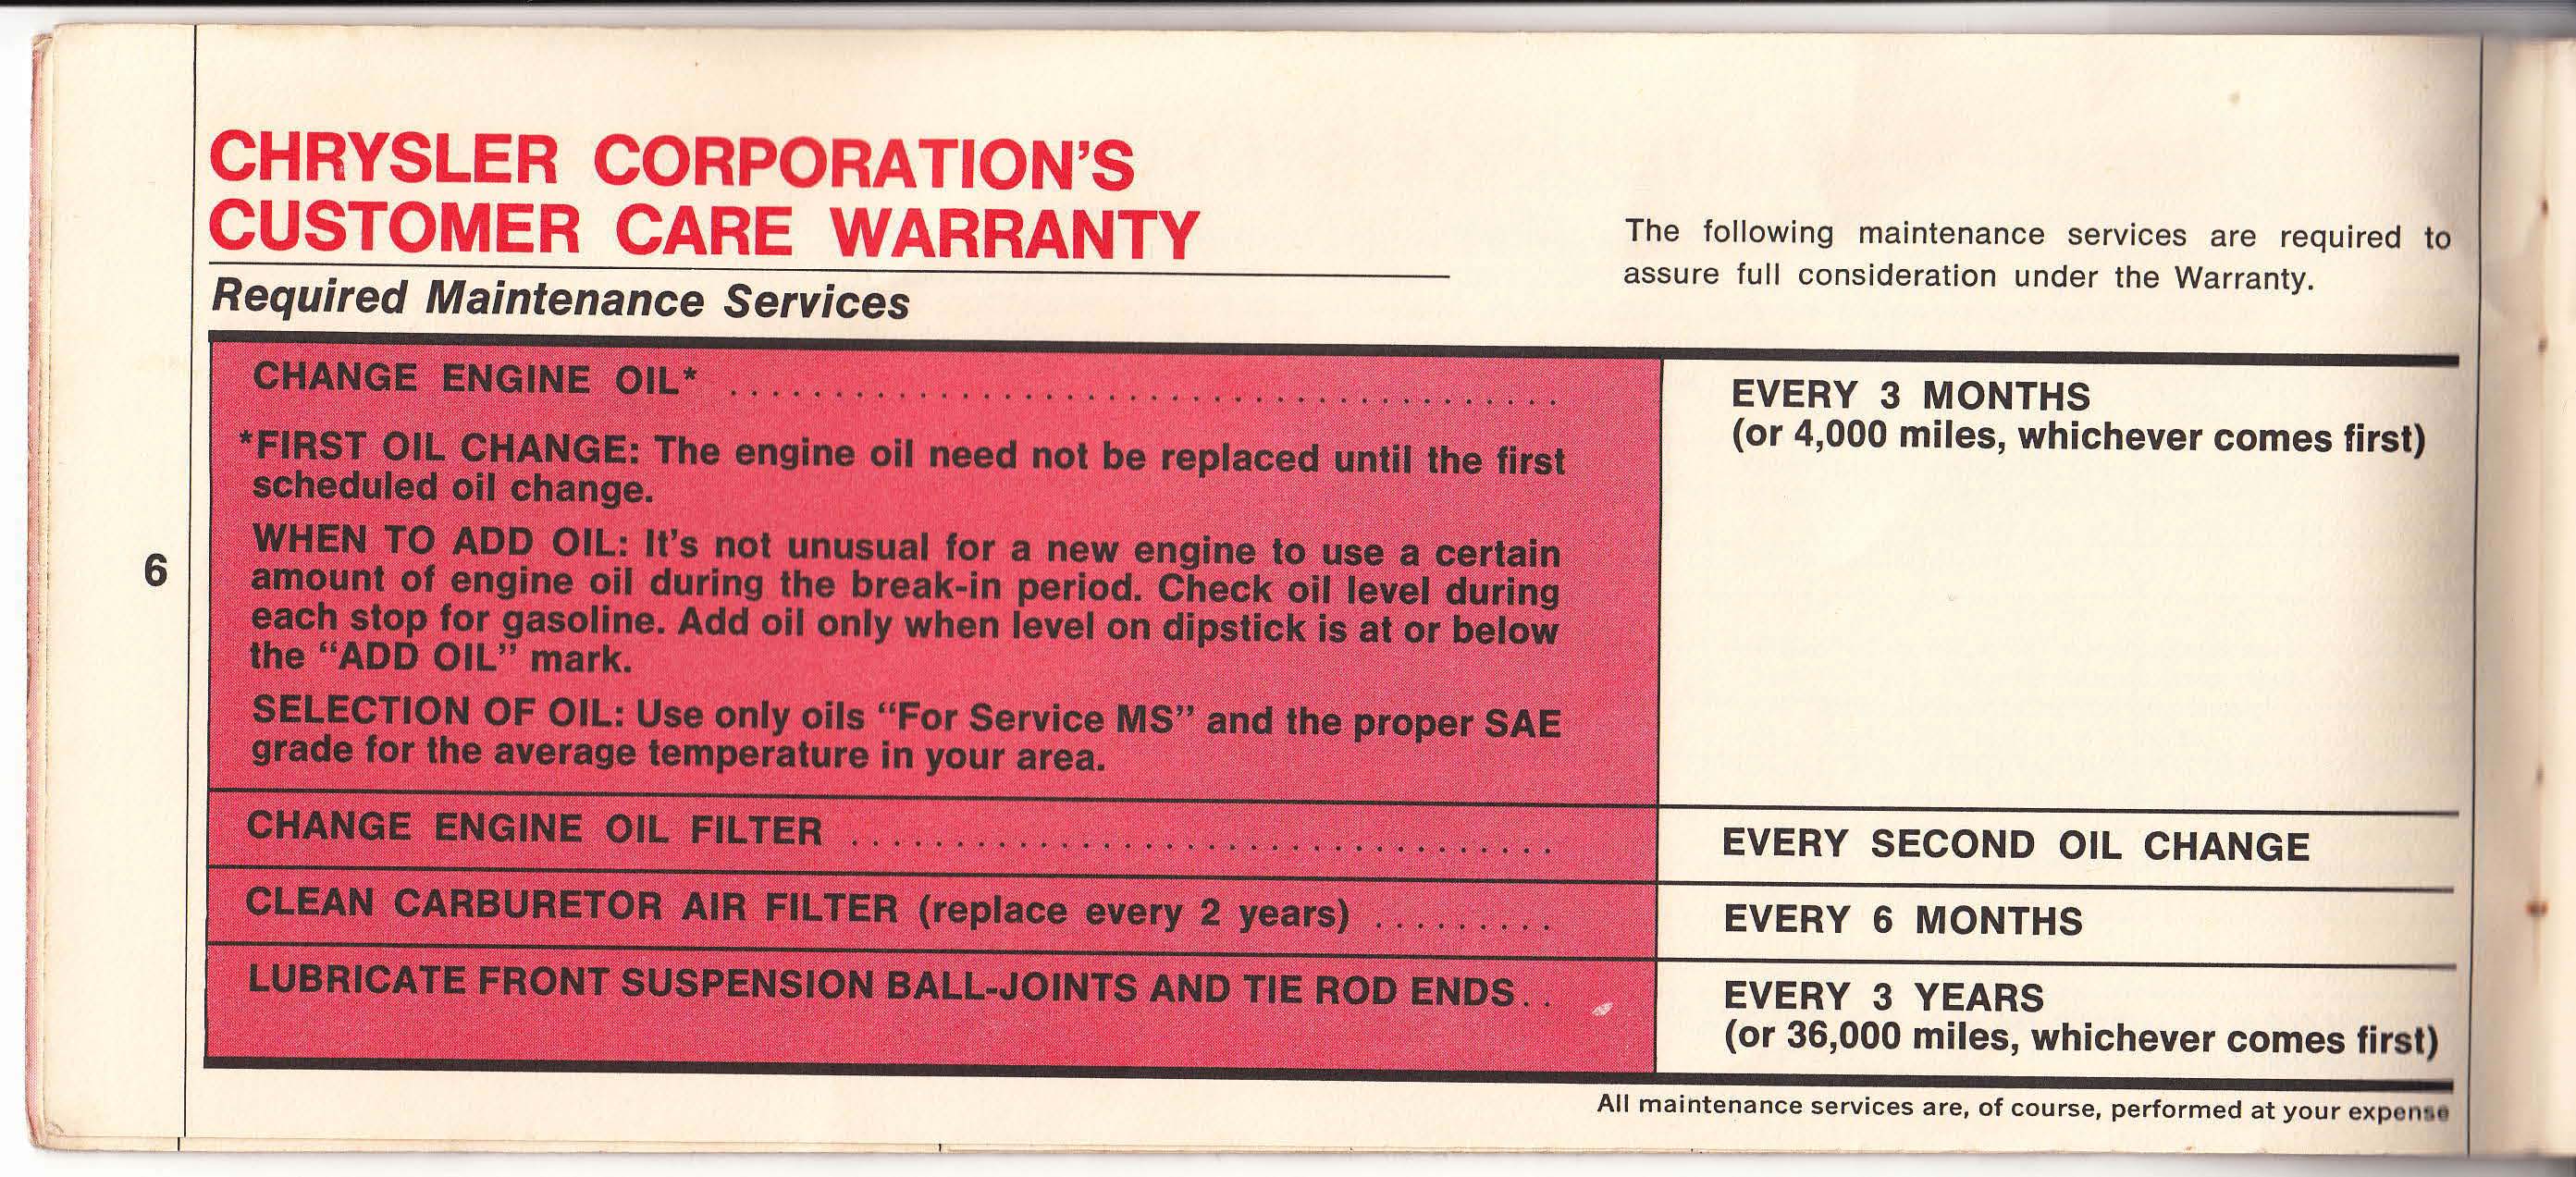 CHRYSLER CORPORATION'S
CUSTOMER CARE WARRANTY
Required Maintenance Services
The following maintenance services are required to
assure full consideration under the Warranty.
CHANGE ENGINE OIL* ........................................
EVERY 3 MONTHS
(or 4,000 miles, whichever comes first)
*FIRST OIL CHANGE: The engine oil need not be replaced until the first
scheduled oil change.
WHEN TO ADD OIL: It's not unusual for a new engine to use a certain
amount of engine oil during the break-in period. Check oil level during
each stop for gasoline. Add oil only when level on dipstick is at or below
the “ADD OIL” mark.
SELECTION OF OIL: Use only oils “For Service MS” and the proper SAE
grade for the average temperature in your area.
6
CHANGE ENGINE OIL FILTER ..................................
EVERY SECOND OIL CHANGE
CLEAN CARBURETOR AIR FILTER (replace every 2 years) .........
EVERY 6 MONTHS
LUBRICATE FRONT SUSPENSION BALL-JOINTS AND TIE ROD ENDS..
EVERY 3 YEARS
(or 36,000 miles, whichever comes first)
All maintenance services are, of course, performed at your expense